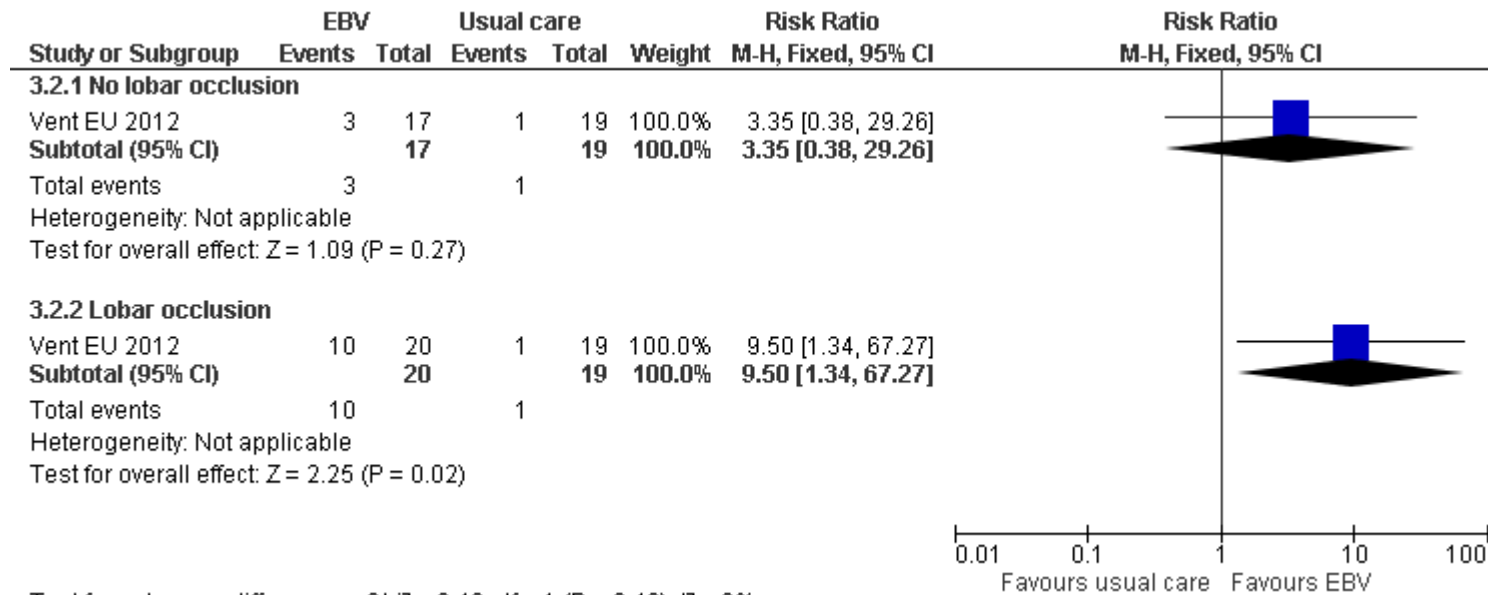 EBV Usual care Risk Ratio Risk Ratio
Study or Subgroup Events Total Events Total Weight M-H, Fixed, 95% CI M-H, Fixed, 95% CI
3.2.1 No lobar occlusion
Vent EU 2012 3 17 1 19 100.0% 3.35 [0.38, 29.26]
Subtotal (95% CI) 17 19 100.0% 3.35 [0.38, 29.26]
Total events 3 1
Heterogeneity: Not applicable
Test for overall effect: Z = 1.09 (P = 0.27)
3.2.2 Lobar occlusion
Vent EU 2012 10 20 1 19 100.0% 9.50 [1.34, 67.27]
Subtotal (95% CI) 20 19 100.0% 9.50 [1.34, 67.27]
Total events 10 1
Heterogeneity: Not applicable
Test for overall effect: Z = 2.25 (P = 0.02)
0.01 0.1 1 10 100
Favours usual care Favours EBV